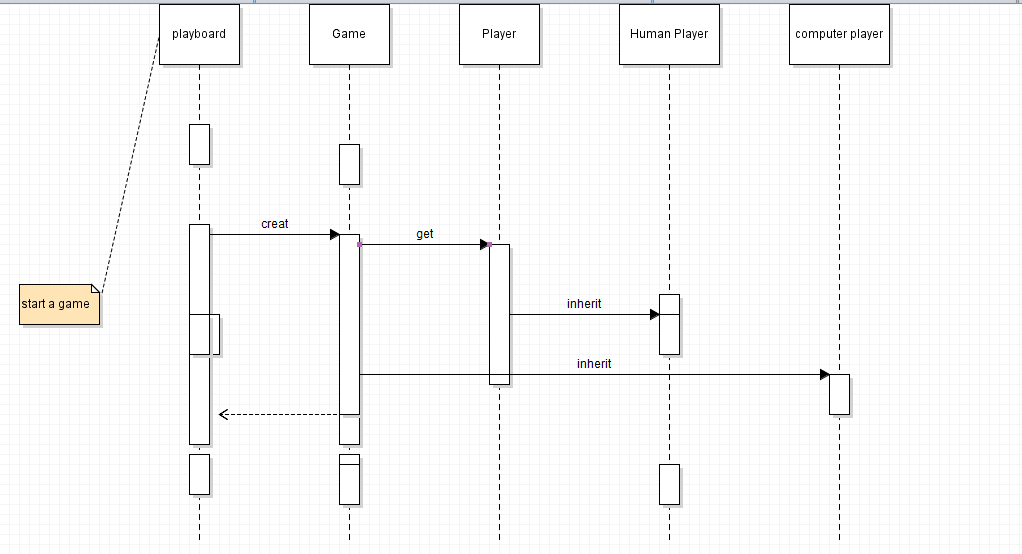 playboard
Game
Player
Human Player
computer player
creat
get
start a game
inherit
inherit